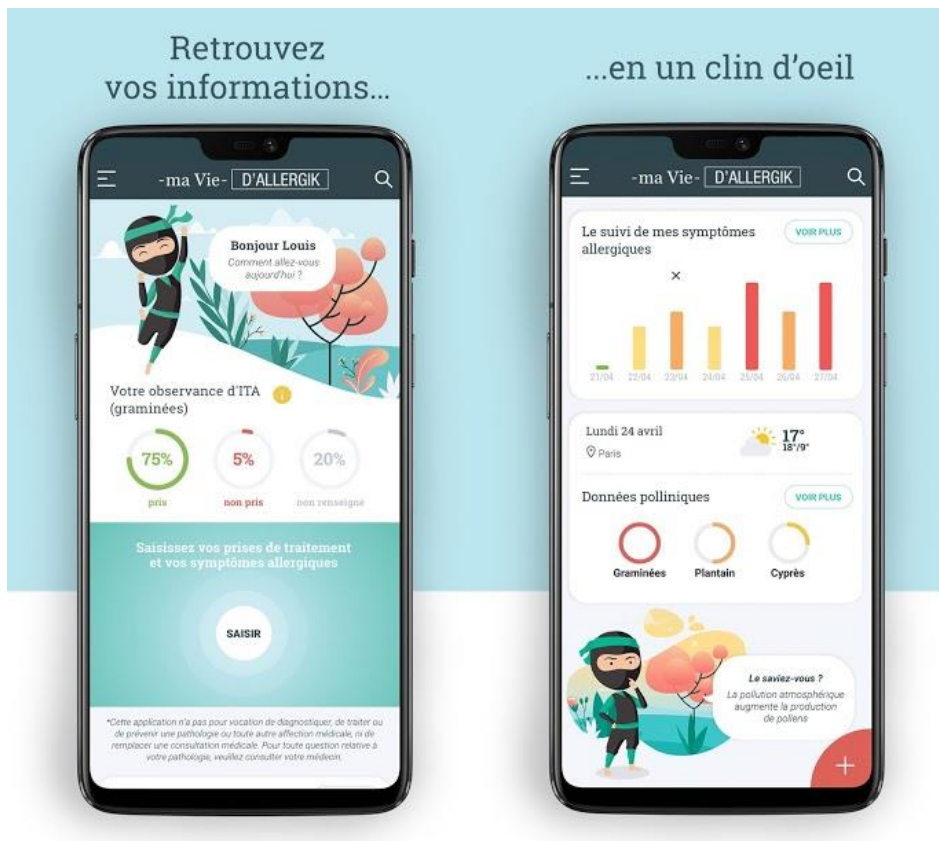 Retrouvez
vos informations...
-ma Vie- D'ALLERGIK
Bonjour Louis
Comment allez-vous
aujourd'hui ?
Votre observance d'ITA
(graminées)
75%
5%
20%
pris
non pris
non renseigné
Saisissez vos prises de traitement
et vos symptômes allergiques
SAISIR
*Cette application n'a pas pour vocation de diagnostiquer, de traiter ou
de prévenir une pathologie ou toute autre affection médicale, ni de
remplacer une consultation médicale. Pour toute question relative à
votre pathologie, veuillez consulter votre médecin.
...en un clin d'oeil
-ma Vie- D'ALLERGIK
Le suivi de mes symptômes
allergiques
VOIR PLUS
21/04 22/04 23/04 24/04 25/04 26/04 27/04
Lundi 24 avril
Paris
17°
18°/9°
Données polliniques
VOIR PLUS
Graminées
Plantain
Cyprès
Le saviez-vous ?
La pollution atmosphérique
augmente la production
de pollens